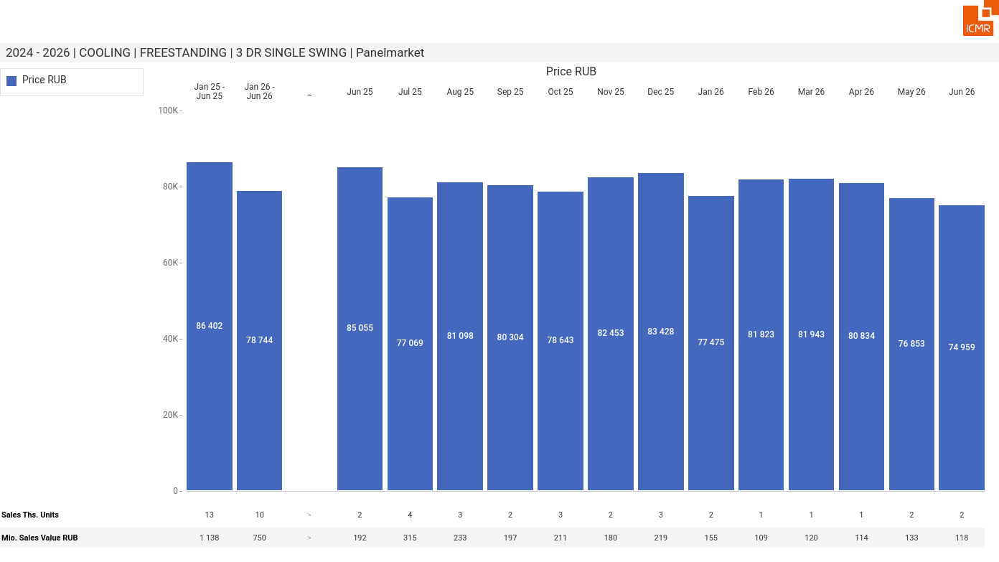 ICMR
2024 - 2026 | COOLING | FREESTANDING | 3 DR SINGLE SWING | Panelmarket
Price RUB
Price RUB
Jan 25 - Jun 25 Jan 26 - Jun 26 – Jun 25 Jul 25 Aug 25 Sep 25 Oct 25 Nov 25 Dec 25 Jan 26 Feb 26 Mar 26 Apr 26 May 26 Jun 26
100K
80K
60K
40K
20K
0
86 402 78 744 85 055 77 069 81 098 80 304 78 643 82 453 83 428 77 475 81 823 81 943 80 834 76 853 74 959
Sales Ths. Units 13 10 - 2 4 3 2 3 2 3 2 1 1 1 2 2
Mio. Sales Value RUB 1 138 750 - 192 315 233 197 211 180 219 155 109 120 114 133 118